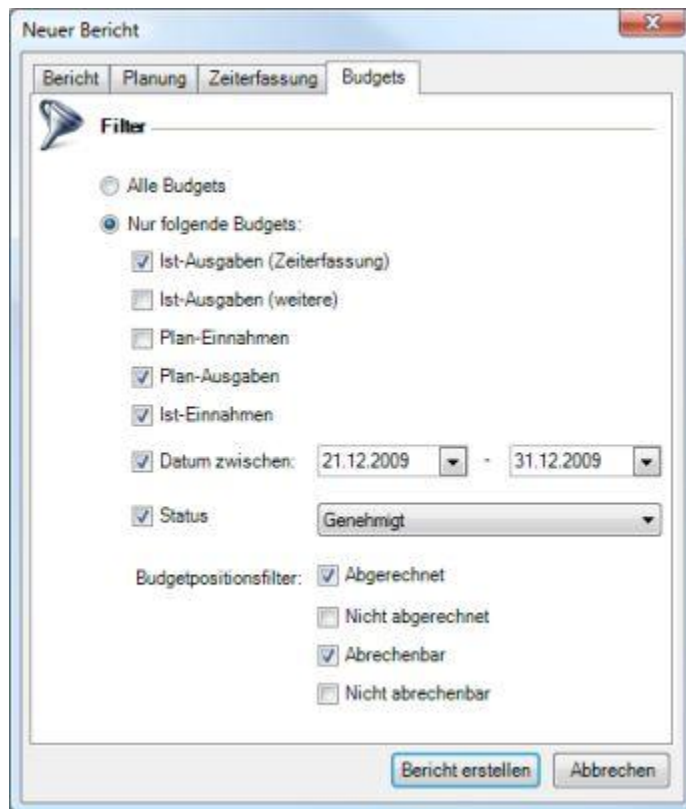 Neuer Bericht
Bericht Planung Zeiterfassung Budgets
Filter
Alle Budgets
Nur folgende Budgets:
Ist-Ausgaben (Zeiterfassung)
Ist-Ausgaben (weitere)
Plan-Einnahmen
Plan-Ausgaben
Ist-Einnahmen
Datum zwischen: 21.12.2009 - 31.12.2009
Status Genehmigt
Budgetpositionsfilter: Abgerechnet
Nicht abgerechnet
Abrechenbar
Nicht abrechenbar
Bericht erstellen Abbrechen